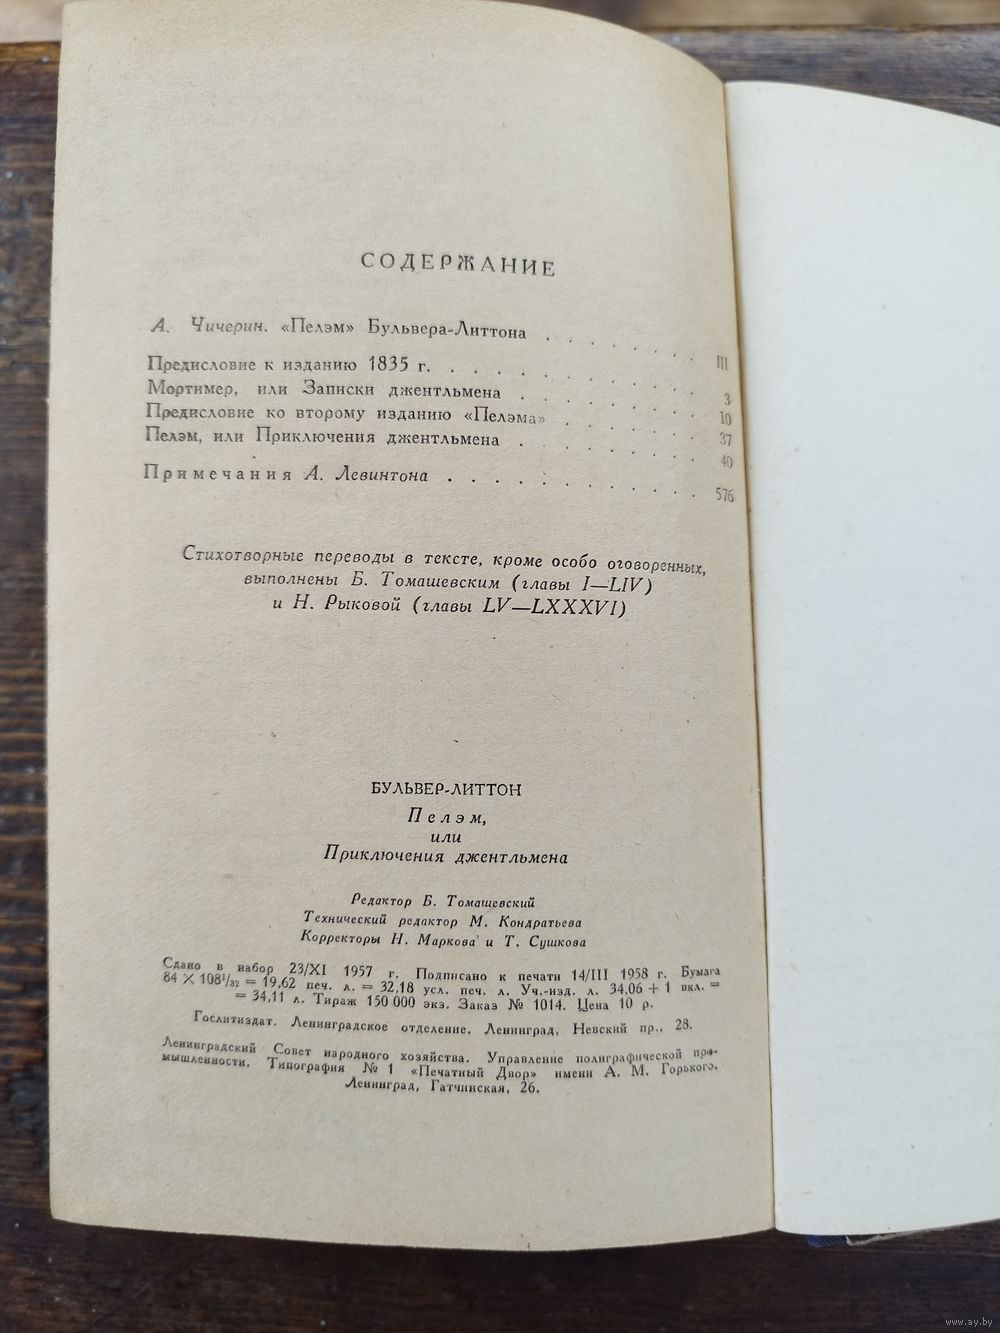 СОДЕРЖАНИЕ
А. Чичерин. «Пелэм» Бульвера-Литтона . . . . . . . III
Предисловие к изданию 1835 г. . . . . . . . . . . 3
Мортимер, или Записки джентльмена . . . . . . . . 10
Предисловие ко второму изданию «Пелэма» . . . . . . 37
Пелэм, или Приключения джентльмена . . . . . . . . 40
Примечания А. Левинтона . . . . . . . . . . . 576
Стихотворные переводы в тексте, кроме особо оговоренных,
выполнены Б. Томашевским (главы I—LIV)
и Н. Рыковой (главы LV—LXXXVI)
БУЛЬВЕР-ЛИТТОН
Пелэм,
или
Приключения джентльмена
Редактор Б. Томашевский
Технический редактор М. Кондратьева
Корректоры Н. Маркова и Т. Сушкова
Сдано в набор 23/XI 1957 г. Подписано к печати 14/III 1958 г. Бумага
84 × 108¹/₃₂ = 19,62 печ. л. = 32,18 усл. печ. л. Уч.-изд. л. 34,06 + 1 вкл. =
= 34,11 л. Тираж 150 000 экз. Заказ № 1014. Цена 10 р.
Гослитиздат. Ленинградское отделение. Ленинград, Невский пр., 28.
Ленинградский Совет народного хозяйства. Управление полиграфической про-
мышленности. Типография № 1 «Печатный Двор» имени А. М. Горького.
Ленинград, Гатчинская, 26.
www.ay.by